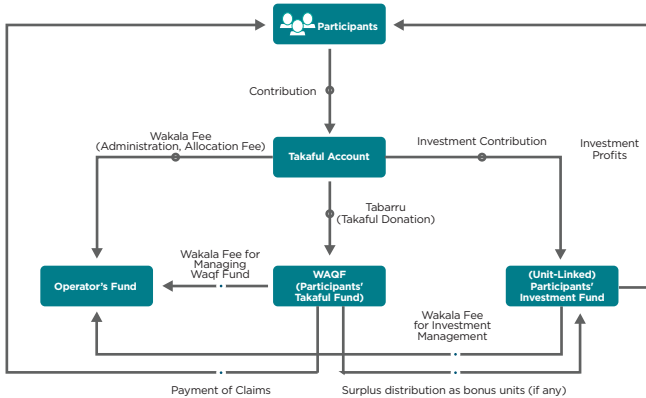 Participants
Contribution
Wakala Fee
(Administration, Allocation Fee)
Takaful Account
Investment Contribution
Investment
Profits
Tabarru
(Takaful Donation)
Wakala Fee for
Managing
Waqf Fund
Operator's Fund
WAQF
(Participants'
Takaful Fund)
(Unit-Linked)
Participants'
Investment Fund
Wakala Fee
for Investment
Management
Payment of Claims
Surplus distribution as bonus units (if any)